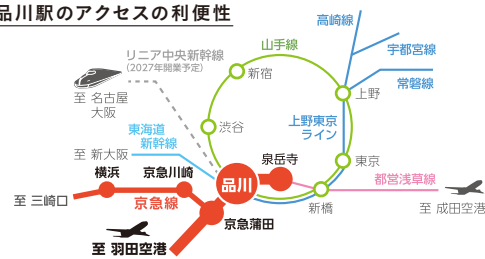 品川駅のアクセスの利便性
高崎線
宇都宮線
常磐線
山手線
リニア中央新幹線
(2027年開業予定)
新宿
上野
至 名古屋
大阪
渋谷
上野東京
ライン
東海道
新幹線
至 新大阪
泉岳寺
東京
横浜
京急川崎
品川
都営浅草線
至 三崎口
京急線
新橋
至 成田空港
京急蒲田
至 羽田空港